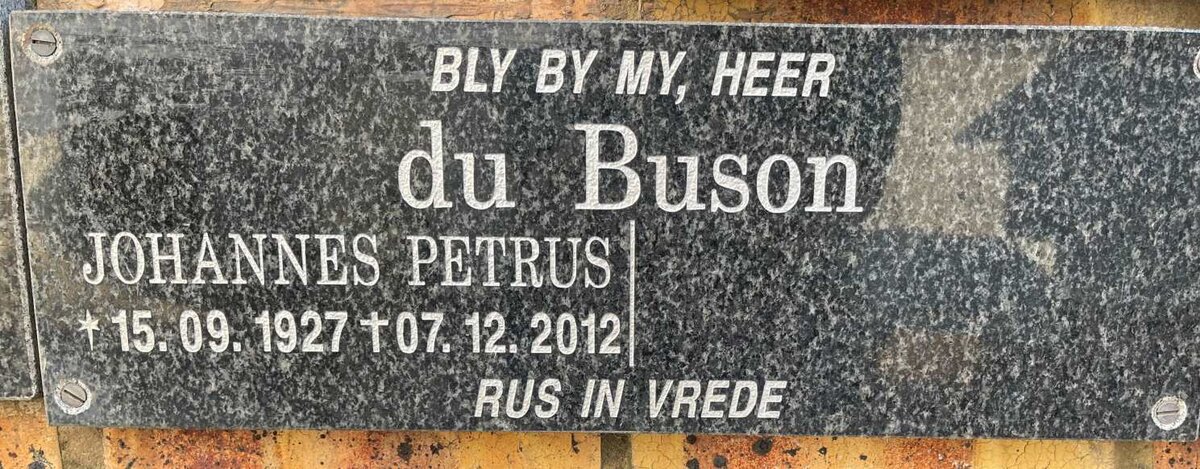 BLY BY MY, HEER
du Buson
JOHANNES PETRUS
* 15. 09. 1927 † 07. 12. 2012
RUS IN VREDE